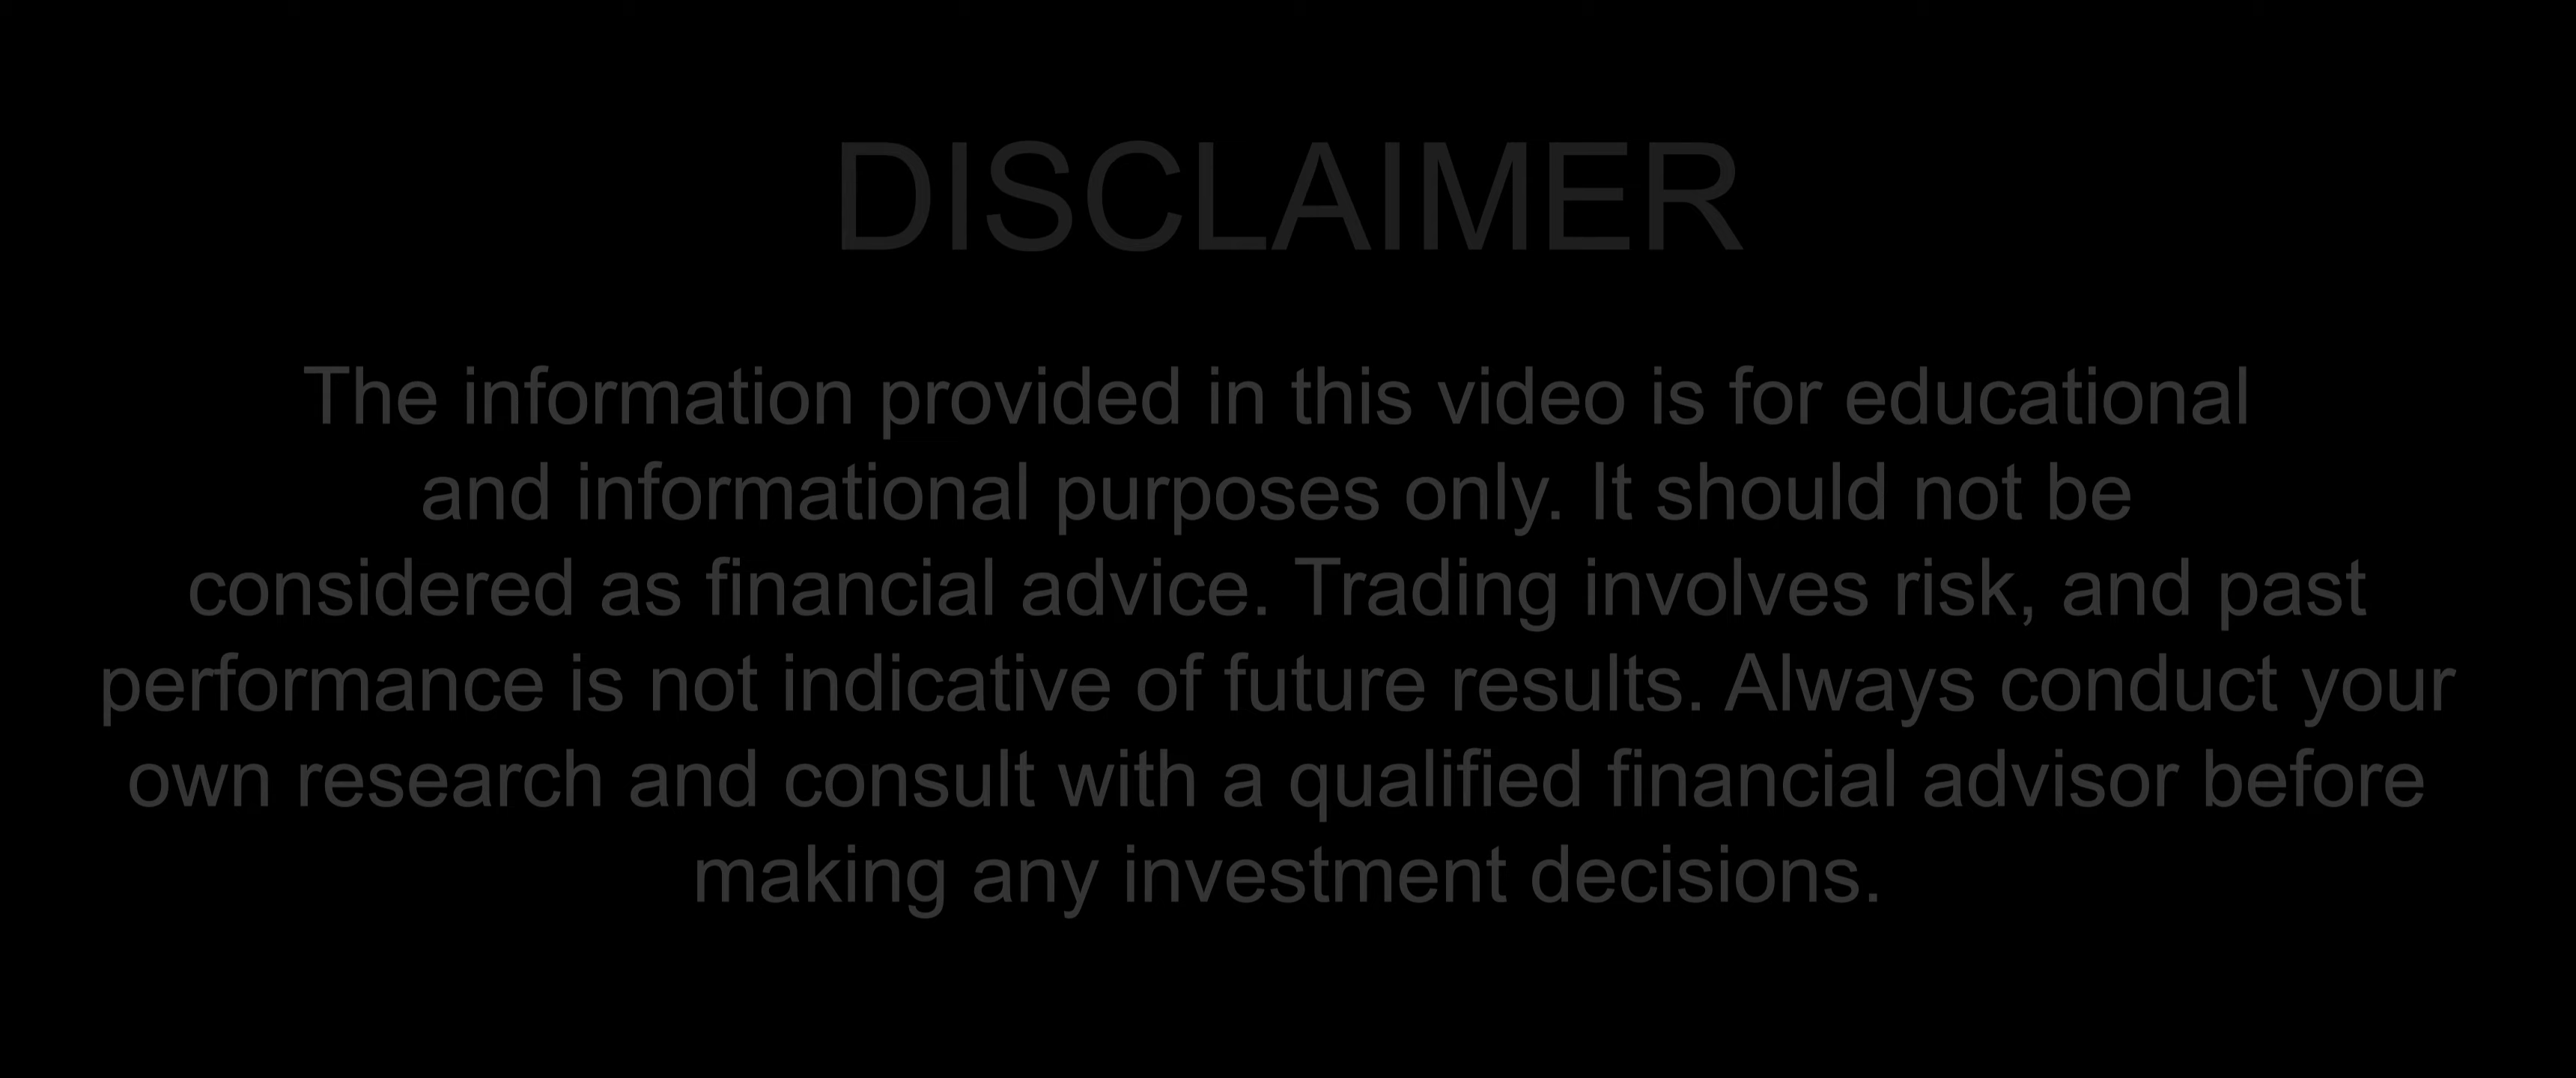 DISCLAIMER
The information provided in this video is for educational
and informational purposes only. It should not be
considered as financial advice. Trading involves risk, and past
performance is not indicative of future results. Always conduct your
own research and consult with a qualified financial advisor before
making any investment decisions.